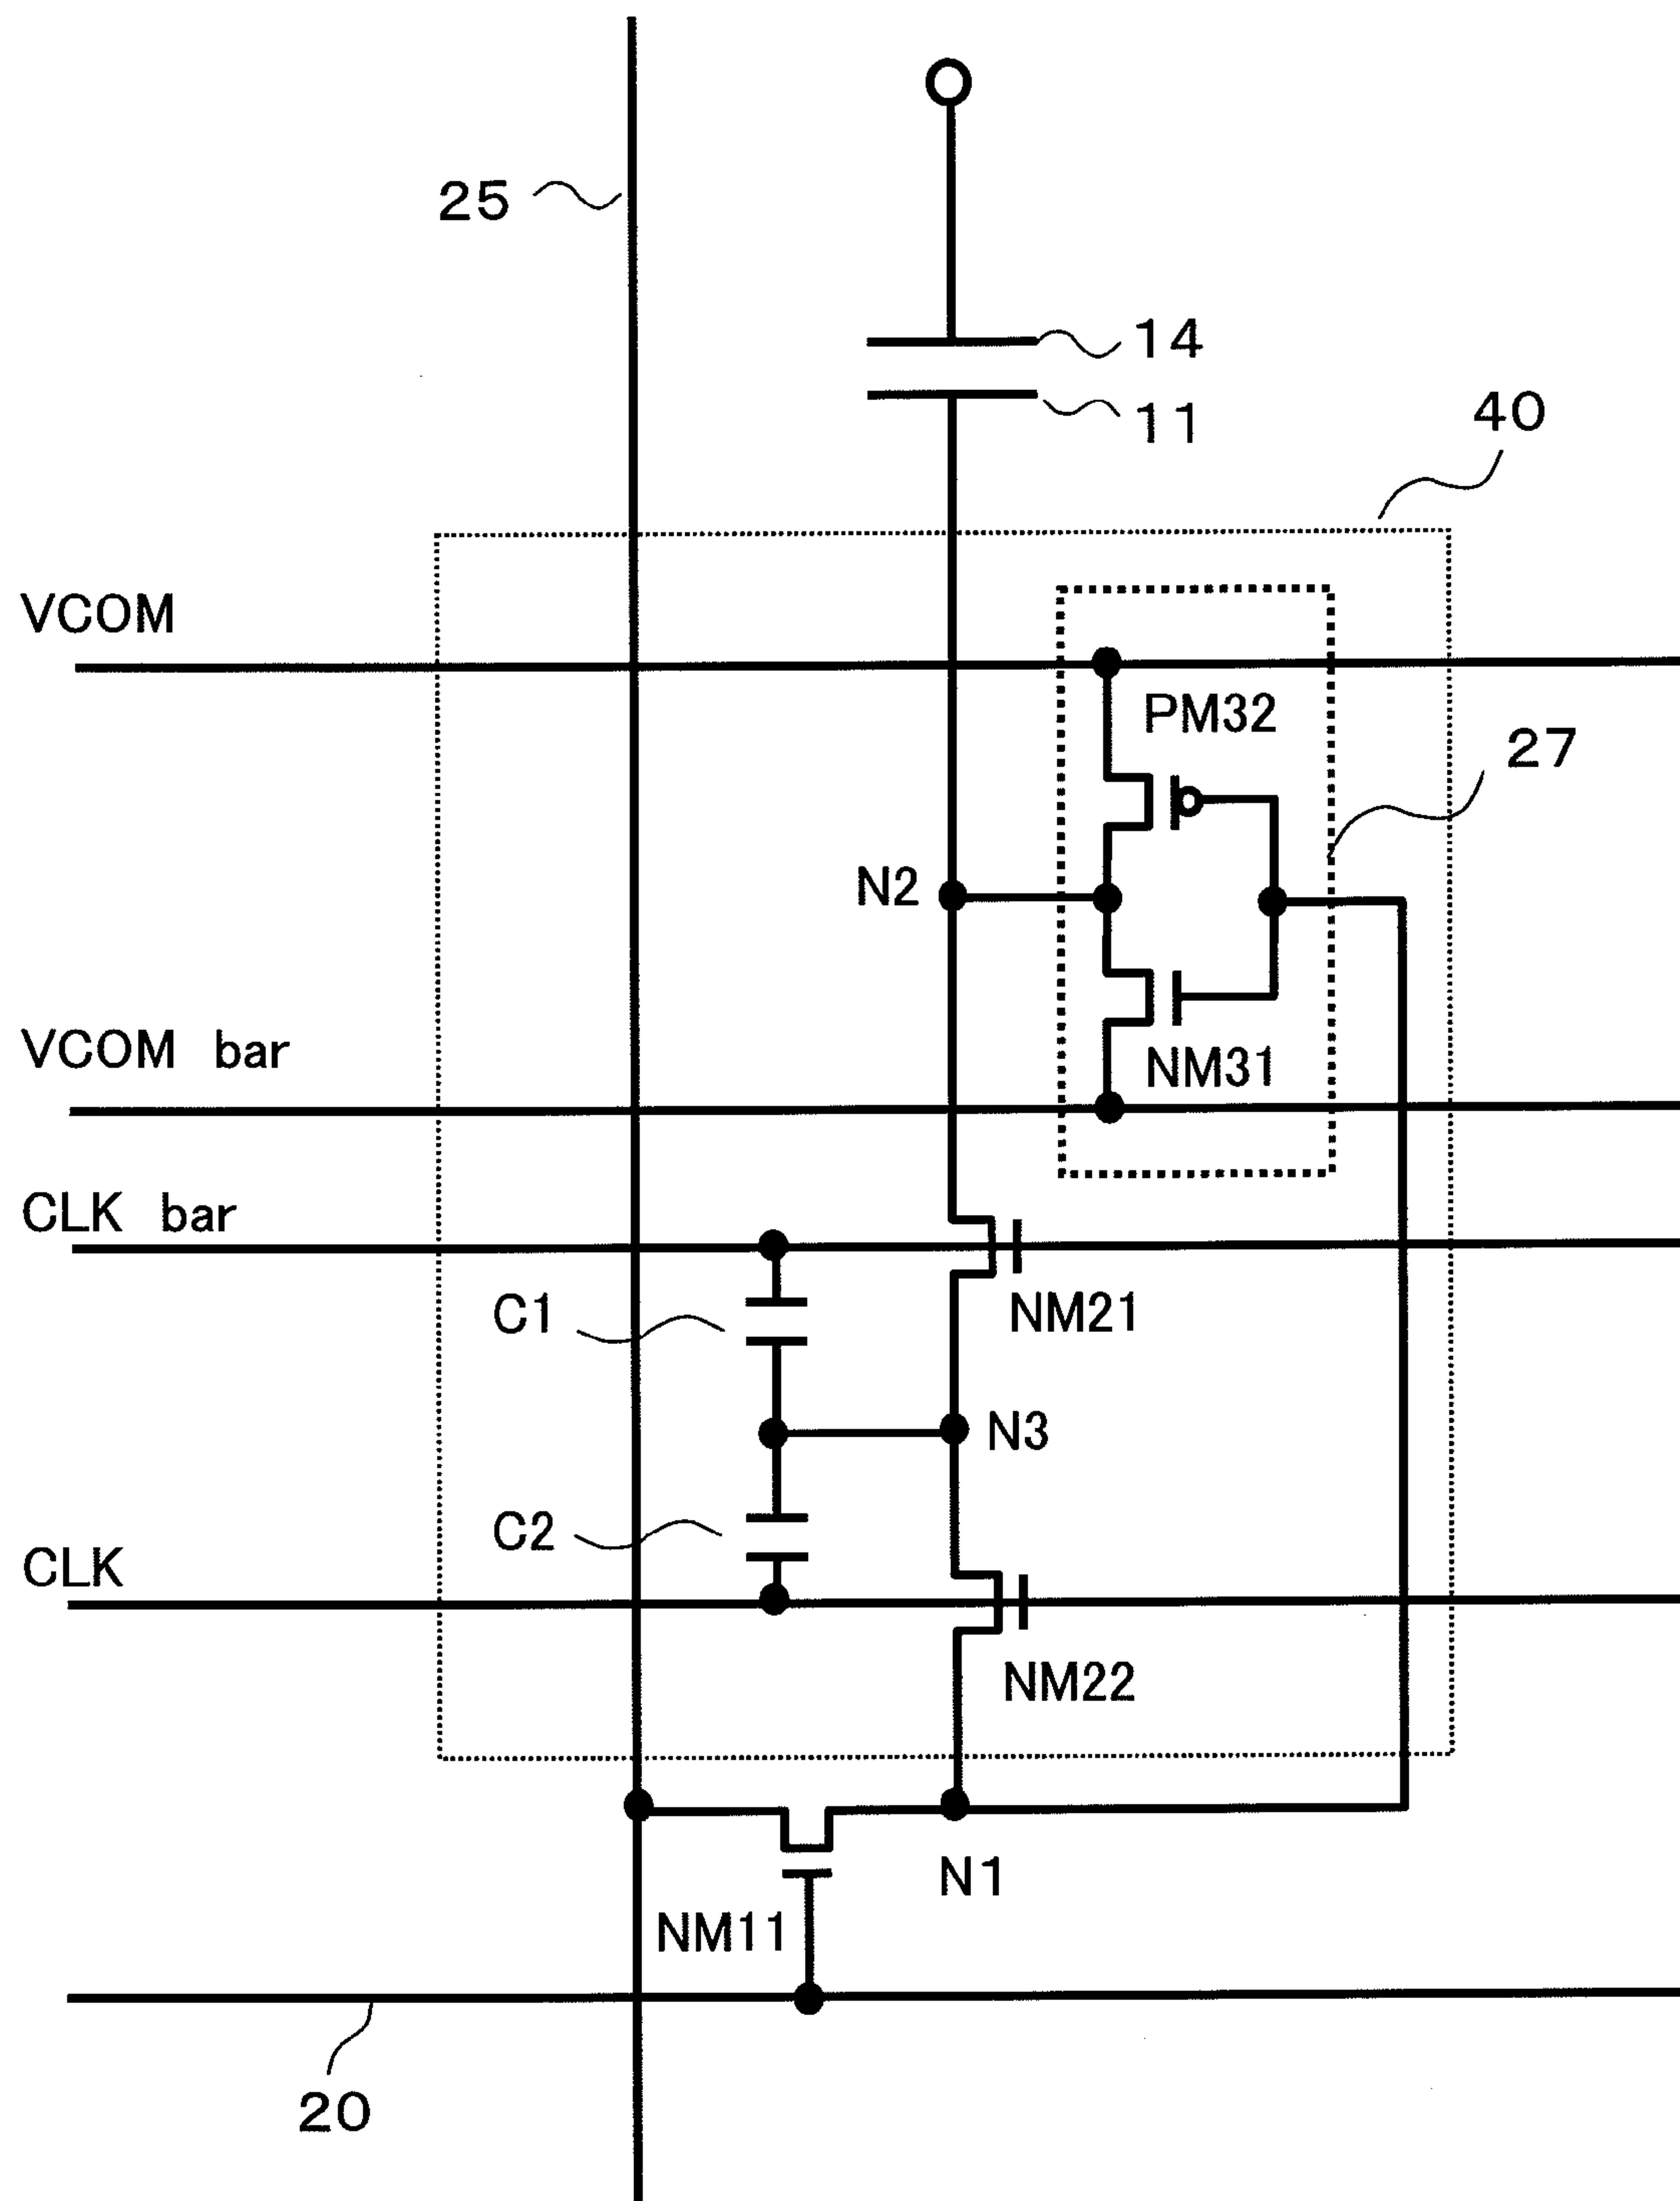 25
14
11
40
VCOM
PM32
27
N2
VCOM bar
NM31
CLK bar
C1
NM21
N3
C2
CLK
NM22
N1
NM11
20